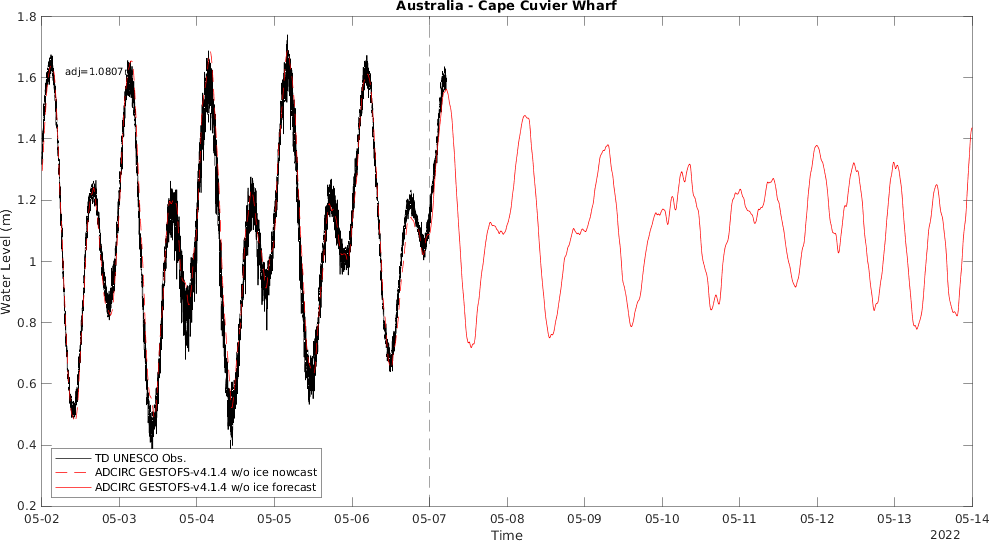 Australia - Cape Cuvier Wharf
1.8
1.6
1.4
1.2
1
0.8
0.6
0.4
0.2
Water Level (m)
adj=1.0807
TD UNESCO Obs.
ADCIRC GESTOFS-v4.1.4 w/o ice nowcast
ADCIRC GESTOFS-v4.1.4 w/o ice forecast
05-02 05-03 05-04 05-05 05-06 05-07 05-08 05-09 05-10 05-11 05-12 05-13 05-14
Time
2022